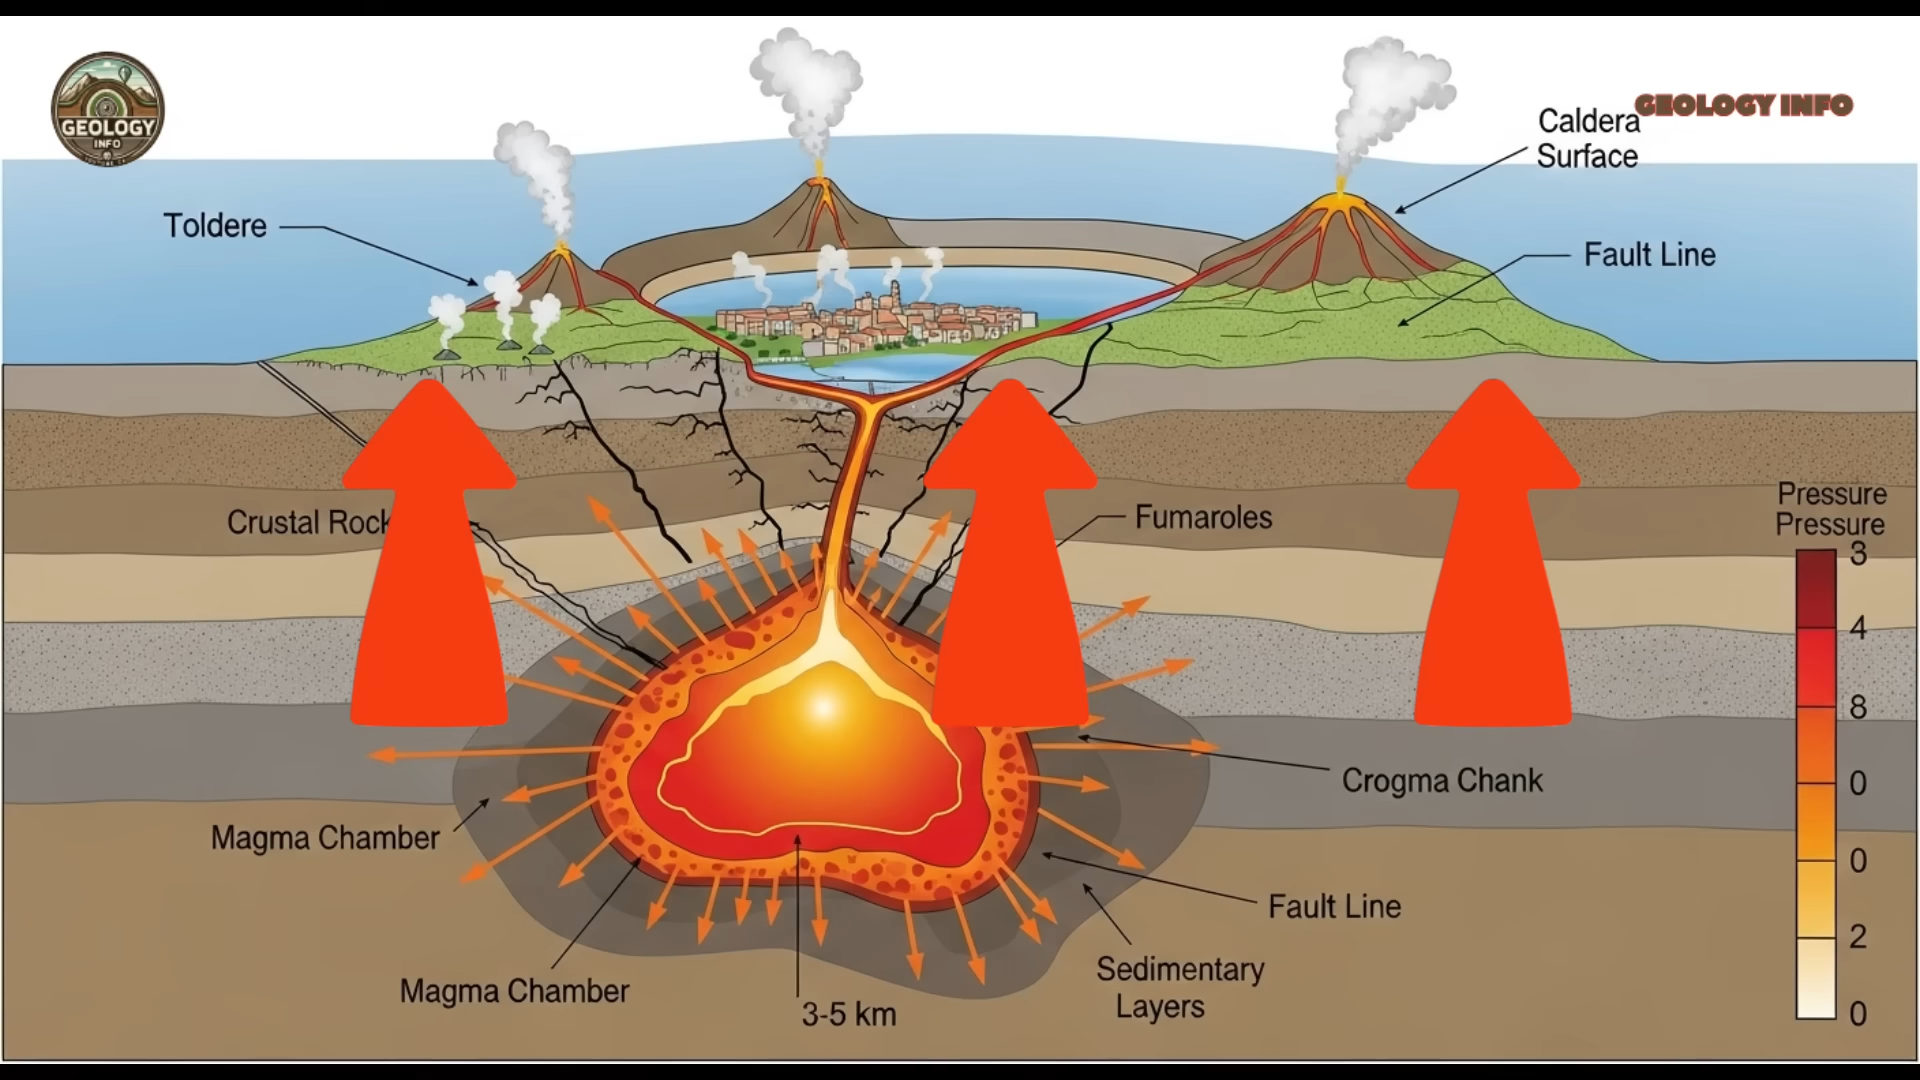 GEOLOGY
INFO
GEOLOGY INFO
Caldera
Surface
Toldere
Fault Line
Pressure
Pressure
3
4
8
0
0
2
0
Crustal Rock
Fumaroles
Crogma Chank
Magma Chamber
Fault Line
Sedimentary
Layers
Magma Chamber
3-5 km